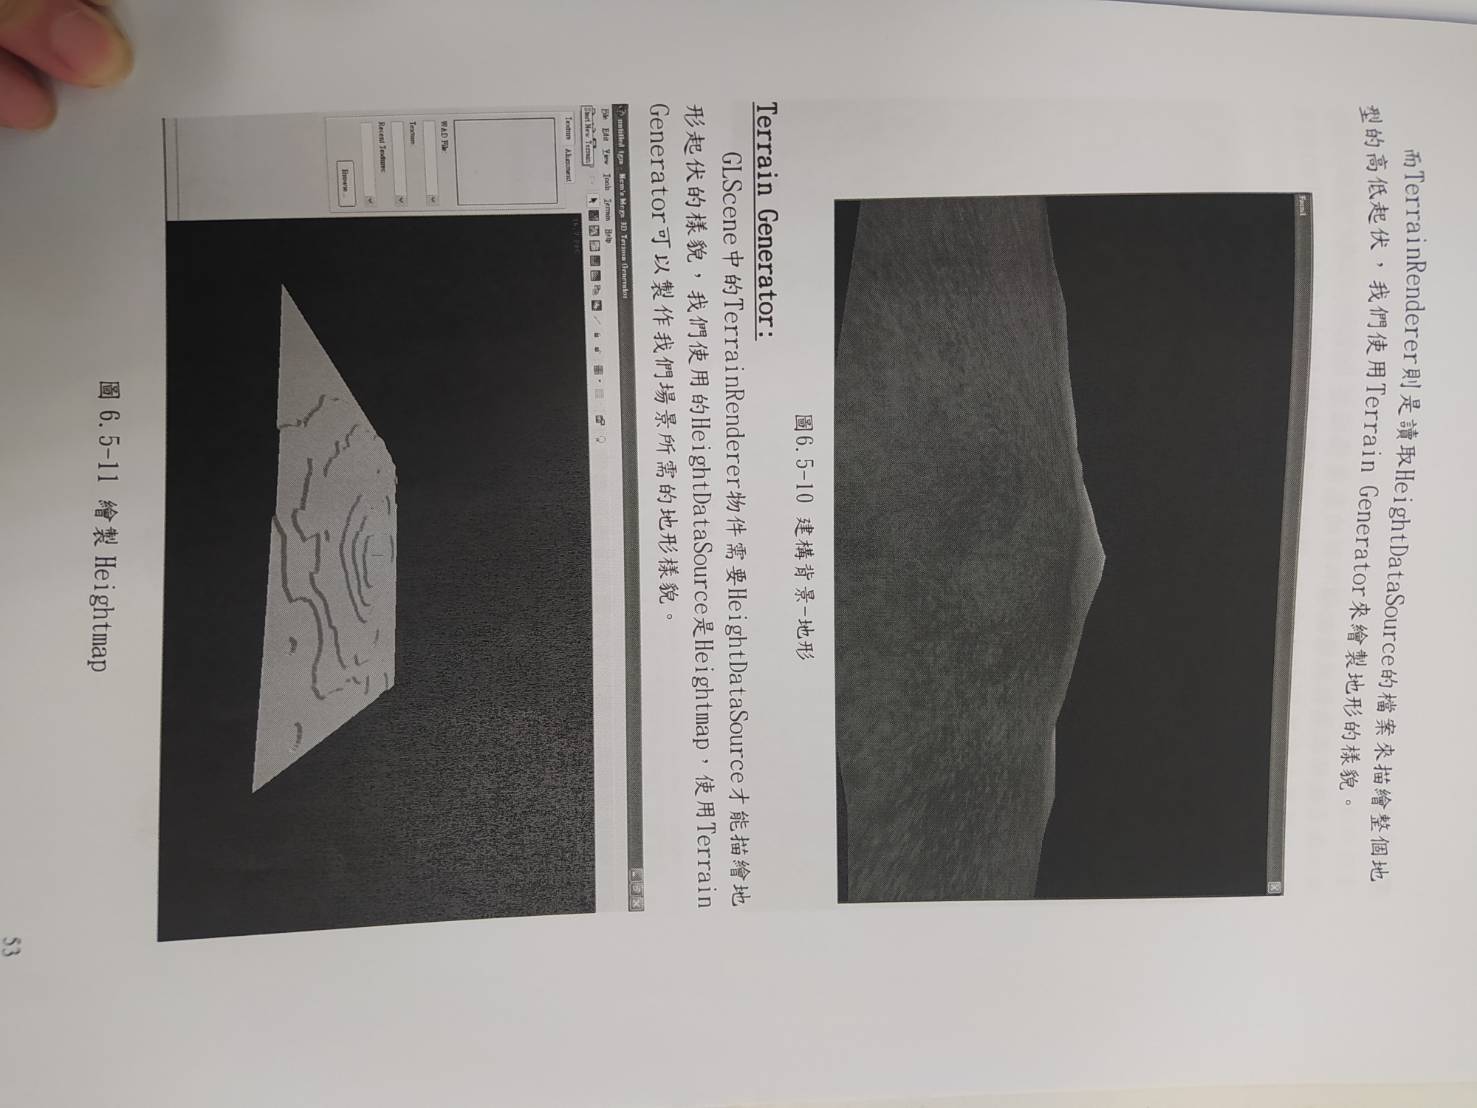 而TerrainRenderer則是讀取HeightDataSource的檔案來描繪整個地
型的高低起伏，我們使用Terrain Generator來繪製地形的樣貌。
圖6.5-10 建構背景-地形
Terrain Generator:
GLScene中的TerrainRenderer物件需要HeightDataSource才能描繪地
形起伏的樣貌，我們使用的HeightDataSource是Heightmap，使用Terrain
Generator可以製作我們場景所需的地形樣貌。
untitled.tgn - Nem's Mega 3D Terrain Generator
File Edit View Tools Terrain Help
Start New Terrain
Texture Alignment
WAD File:
Texture:
Recent Textures:
Browse...
圖 6.5-11 繪製 Heightmap
53